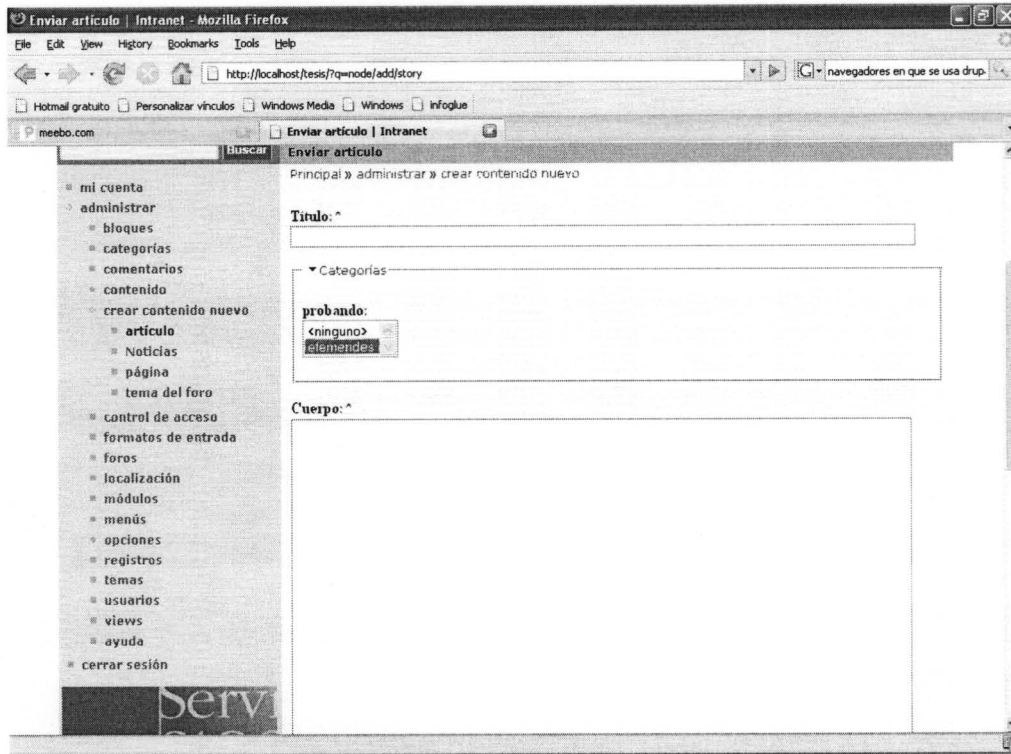 Enviar artículo | Intranet - Mozilla Firefox
File Edit View History Bookmarks Tools Help
http://localhost/tesis/?q=node/add/story
G navegadores en que se usa drup
Hotmail gratuito Personalizar vínculos Windows Media Windows infoglue
meebo.com
Enviar artículo | Intranet
Buscar
mi cuenta
administrar
bloques
categorías
comentarios
contenido
crear contenido nuevo
artículo
Noticias
página
tema del foro
control de acceso
formatos de entrada
foros
localización
módulos
menús
opciones
registros
temas
usuarios
views
ayuda
cerrar sesión
Servi
Enviar artículo
Principal » administrar » crear contenido nuevo
Título: *
Categorías
probando:
<ninguno>
efemerides
Cuerpo: *